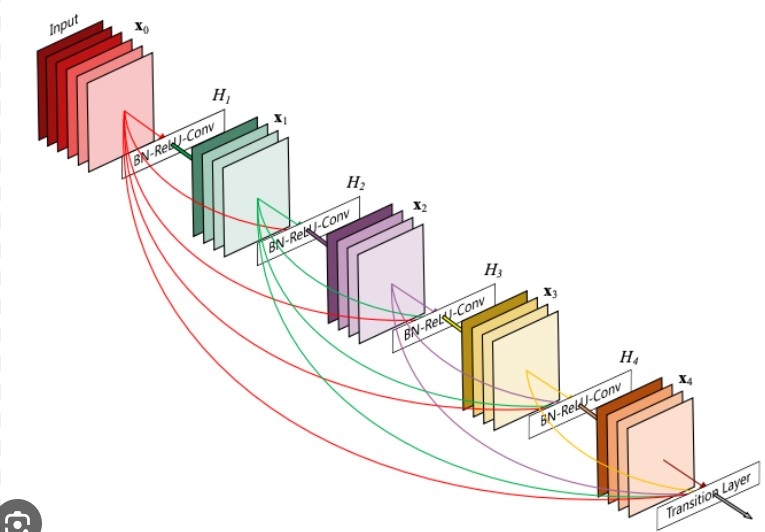 Input
x₀
H₁
BN-ReLU-Conv
x₁
H₂
BN-ReLU-Conv
x₂
H₃
BN-ReLU-Conv
x₃
H₄
BN-ReLU-Conv
x₄
Transition Layer